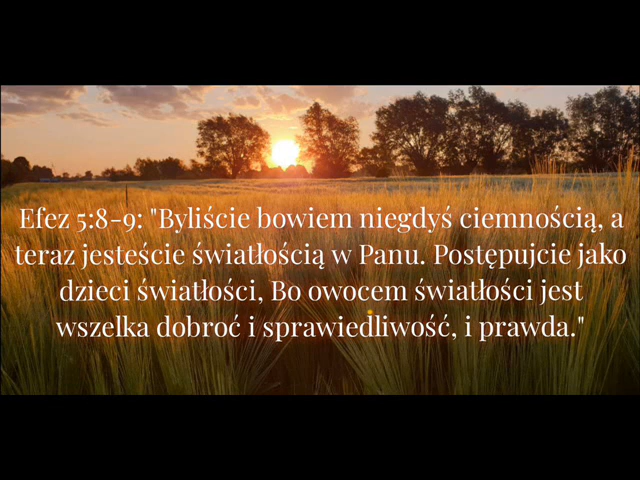 Efez 5:8-9: "Byliście bowiem niegdyś ciemnością, a
teraz jesteście światłością w Panu. Postępujcie jako
dzieci światłości, Bo owocem światłości jest
wszelka dobroć i sprawiedliwość, i prawda."